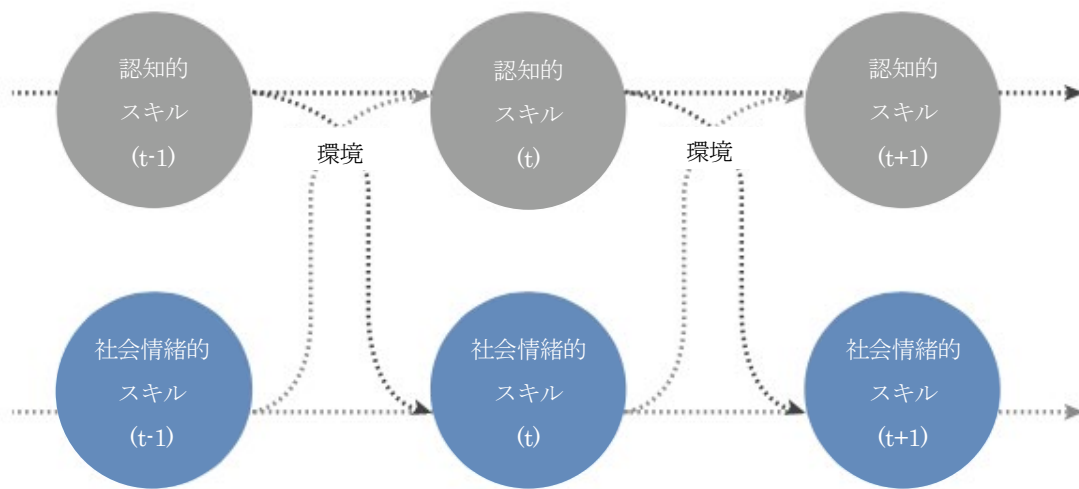 認知的
スキル
(t-1)
認知的
スキル
(t)
認知的
スキル
(t+1)
環境
環境
社会情緒的
スキル
(t-1)
社会情緒的
スキル
(t)
社会情緒的
スキル
(t+1)